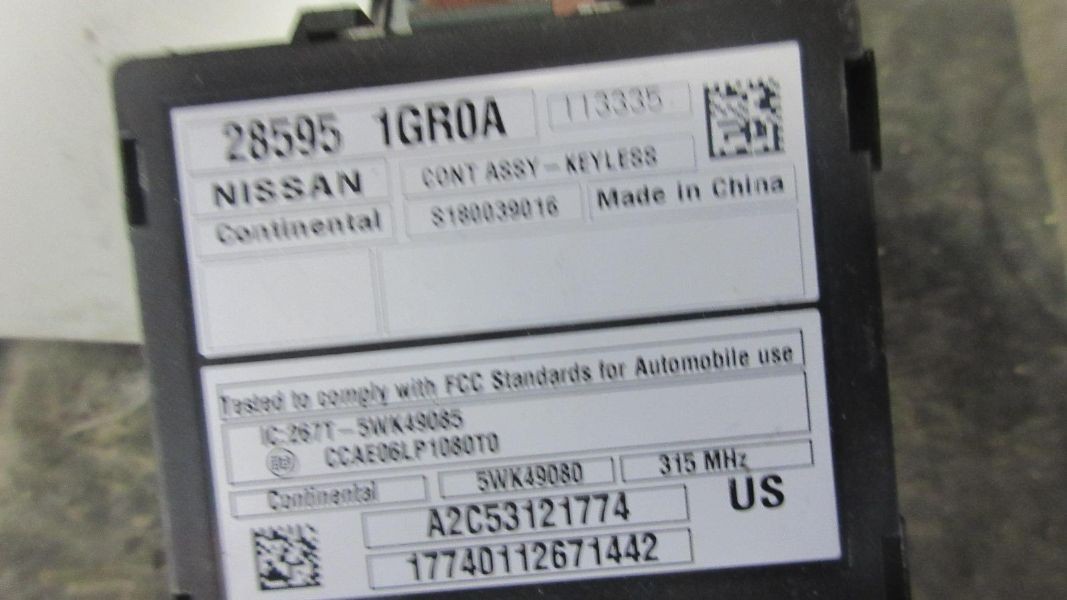 28595 1GR0A 113335
NISSAN CONT ASSY-KEYLESS
Continental S180039016 Made in China
Tested to comply with FCC Standards for Automobile use
IC:267T-5WK49085
CCAE06LP1080T0
Continental 5WK49080 315 MHz
A2C53121774 US
17740112671442